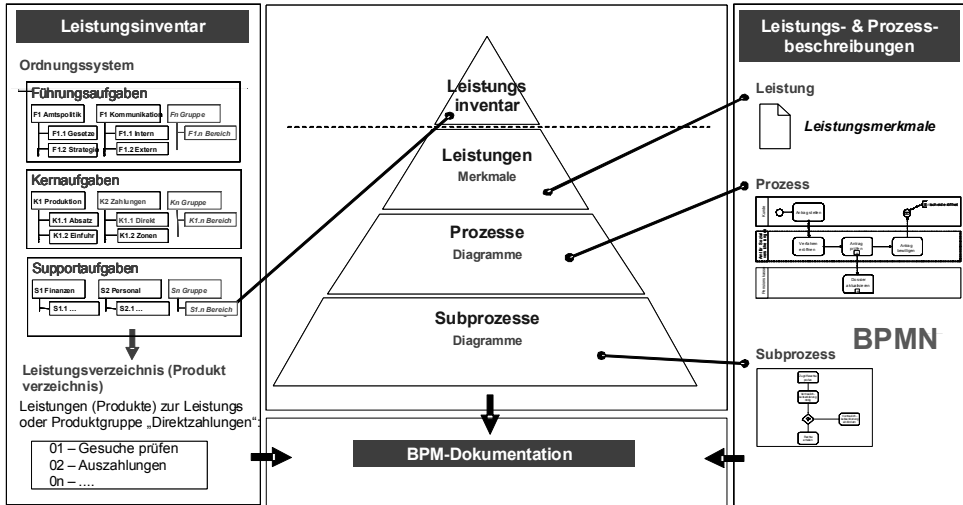 Leistungsinventar
Ordnungssystem
Führungsaufgaben
F1 Amtspolitik
F1 Kommunikation
Fn Gruppe
F1.1 Gesetze
F1.1 Intern
F1.n Bereich
F1.2 Strategie
F1.2 Extern
Kernaufgaben
K1 Produktion
K2 Zahlungen
Kn Gruppe
K1.1 Absatz
K1.1 Direkt
K1.n Bereich
K1.2 Einfuhr
K1.2 Zonen
Supportaufgaben
S1 Finanzen
S2 Personal
Sn Gruppe
S1.1 ...
S2.1 ...
S1.n Bereich
Leistungsverzeichnis (Produkt
verzeichnis)
Leistungen (Produkte) zur Leistungs
oder Produktgruppe „Direktzahlungen“:
01 – Gesuche prüfen
02 – Auszahlungen
0n – ....
Leistungs
inventar
Leistungen
Merkmale
Prozesse
Diagramme
Subprozesse
Diagramme
BPM-Dokumentation
Leistungs- & Prozess-
beschreibungen
Leistung
Leistungsmerkmale
Prozess
Kunde
Antrag stellen
Verfahren
eröffnen
Antrag
prüfen
Antrag
bewilligen
Dossier
aktualisieren
BPMN
Subprozess